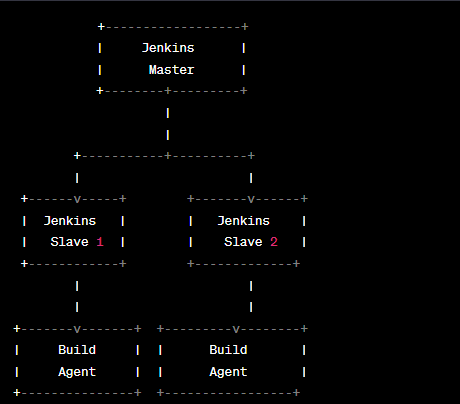 +-----------------+
|     Jenkins     |
|      Master     |
+--------+--------+
|
|
+----------+----------+
|                     |
+------v-----+        +-------v------+
|  Jenkins   |        |   Jenkins    |
|   Slave 1  |        |    Slave 2   |
+------------+        +-------------+
|                     |
|                     |
+-------v-------+  +--------v--------+
|     Build     |  |      Build      |
|     Agent     |  |      Agent      |
+---------------+  +-----------------+